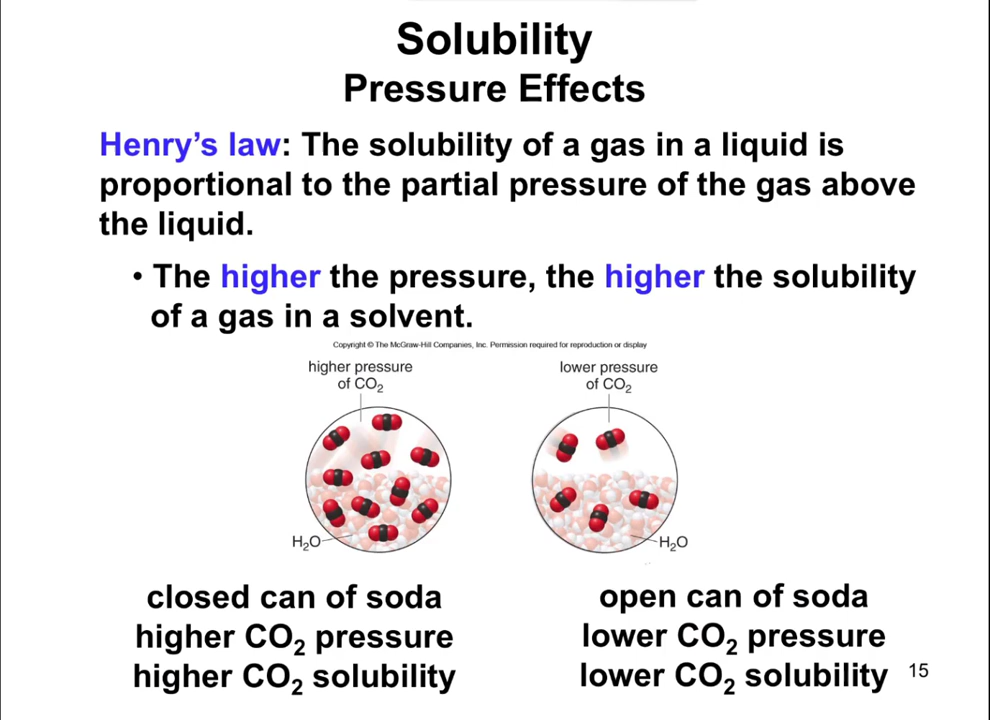 Solubility
Pressure Effects
Henry’s law: The solubility of a gas in a liquid is
proportional to the partial pressure of the gas above
the liquid.
• The higher the pressure, the higher the solubility
of a gas in a solvent.
Copyright © The McGraw-Hill Companies, Inc. Permission required for reproduction or display
higher pressure
of CO₂
lower pressure
of CO₂
H₂O
H₂O
closed can of soda
higher CO₂ pressure
higher CO₂ solubility
open can of soda
lower CO₂ pressure
lower CO₂ solubility
15